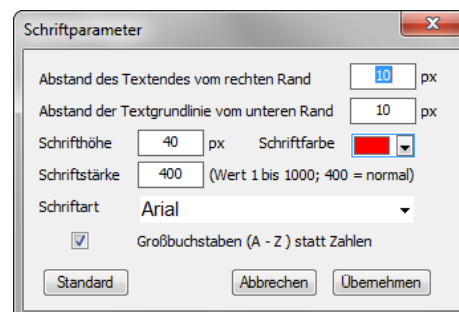 Schriftparameter
Abstand des Textendes vom rechten Rand 10 px
Abstand der Textgrundlinie vom unteren Rand 10 px
Schrifthöhe 40 px Schriftfarbe
Schriftstärke 400 (Wert 1 bis 1000; 400 = normal)
Schriftart Arial
Großbuchstaben (A - Z ) statt Zahlen
Standard Abbrechen Übernehmen